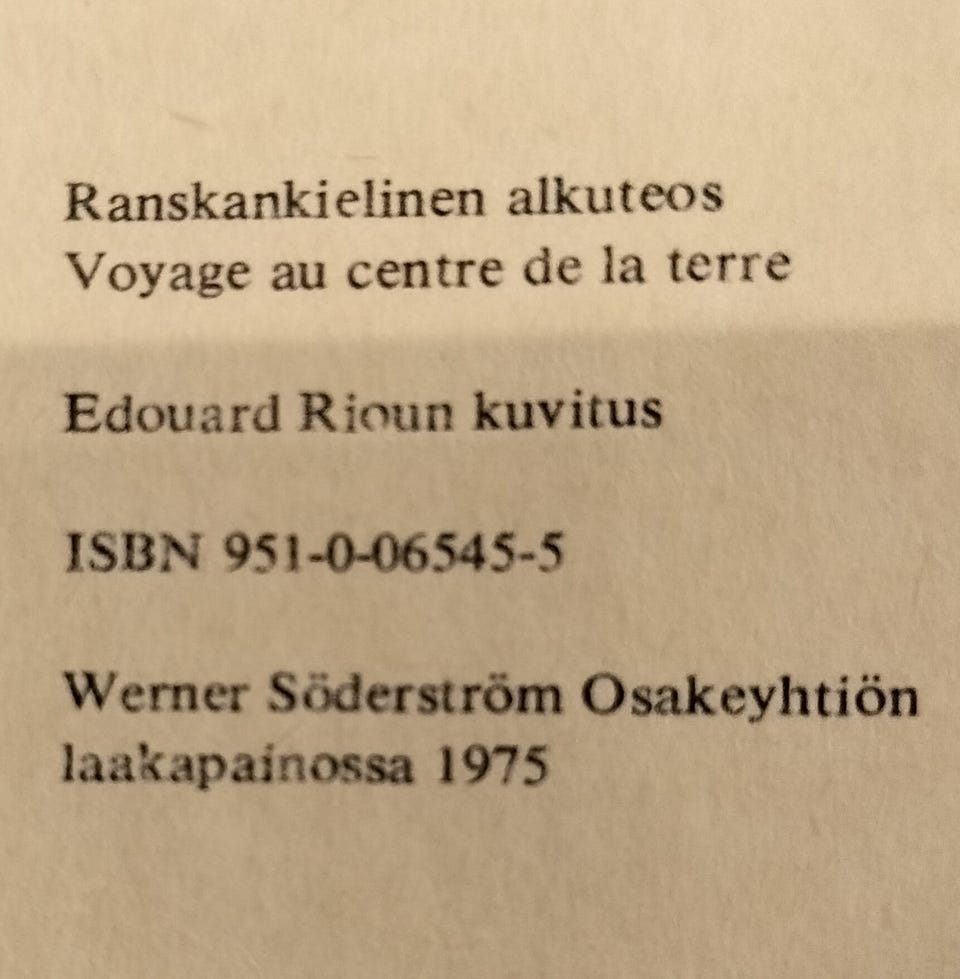 Ranskankielinen alkuteos
Voyage au centre de la terre
Edouard Rioun kuvitus
ISBN 951-0-06545-5
Werner Söderström Osakeyhtiön
laakapainossa 1975